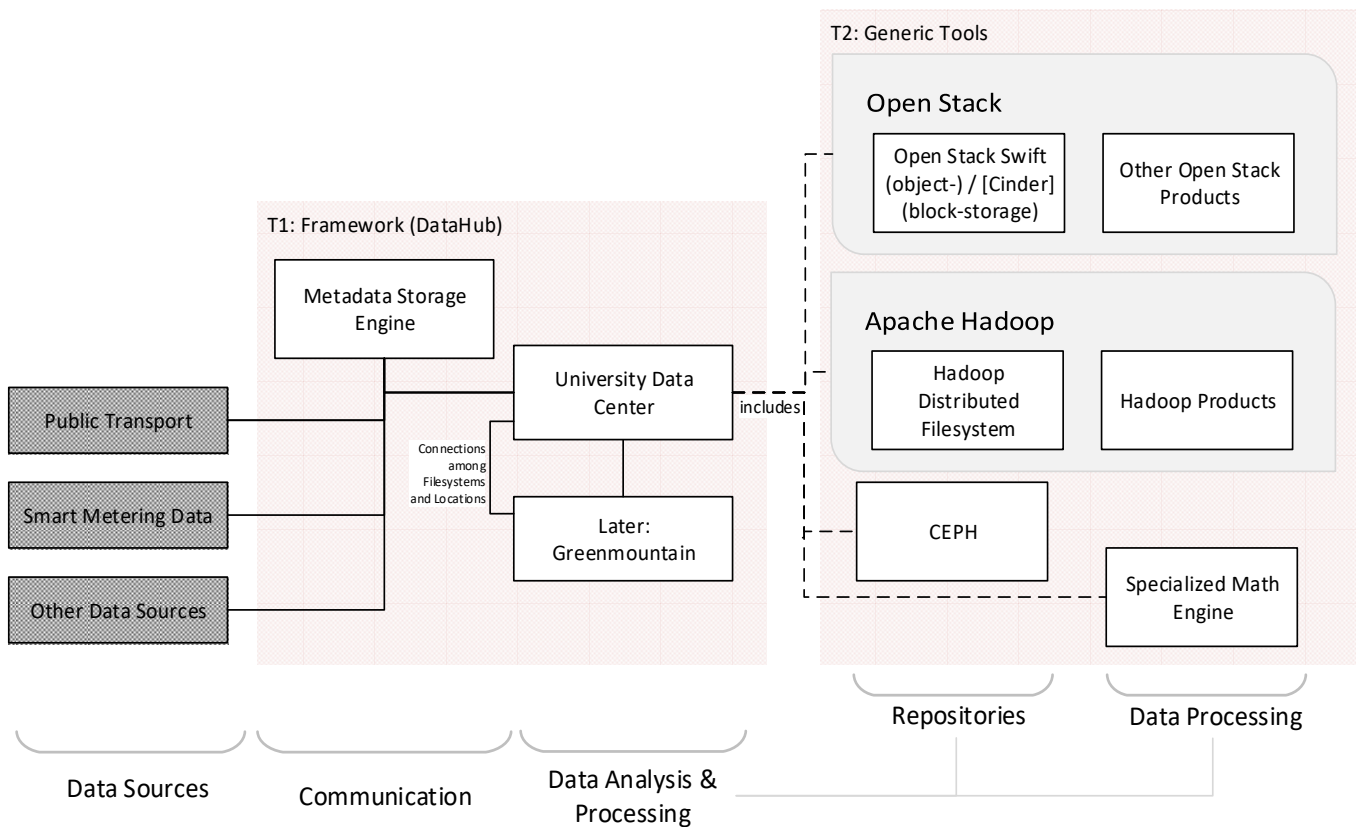 T2: Generic Tools
Open Stack
Open Stack Swift
(object-) / [Cinder]
(block-storage)
Other Open Stack
Products
T1: Framework (DataHub)
Metadata Storage
Engine
Apache Hadoop
University Data
Center
includes
Hadoop
Distributed
Filesystem
Hadoop Products
Public Transport
Connections
among
Filesystems
and Locations
Smart Metering Data
Later:
Greenmountain
CEPH
Other Data Sources
Specialized Math
Engine
Repositories
Data Processing
Data Sources
Communication
Data Analysis &
Processing